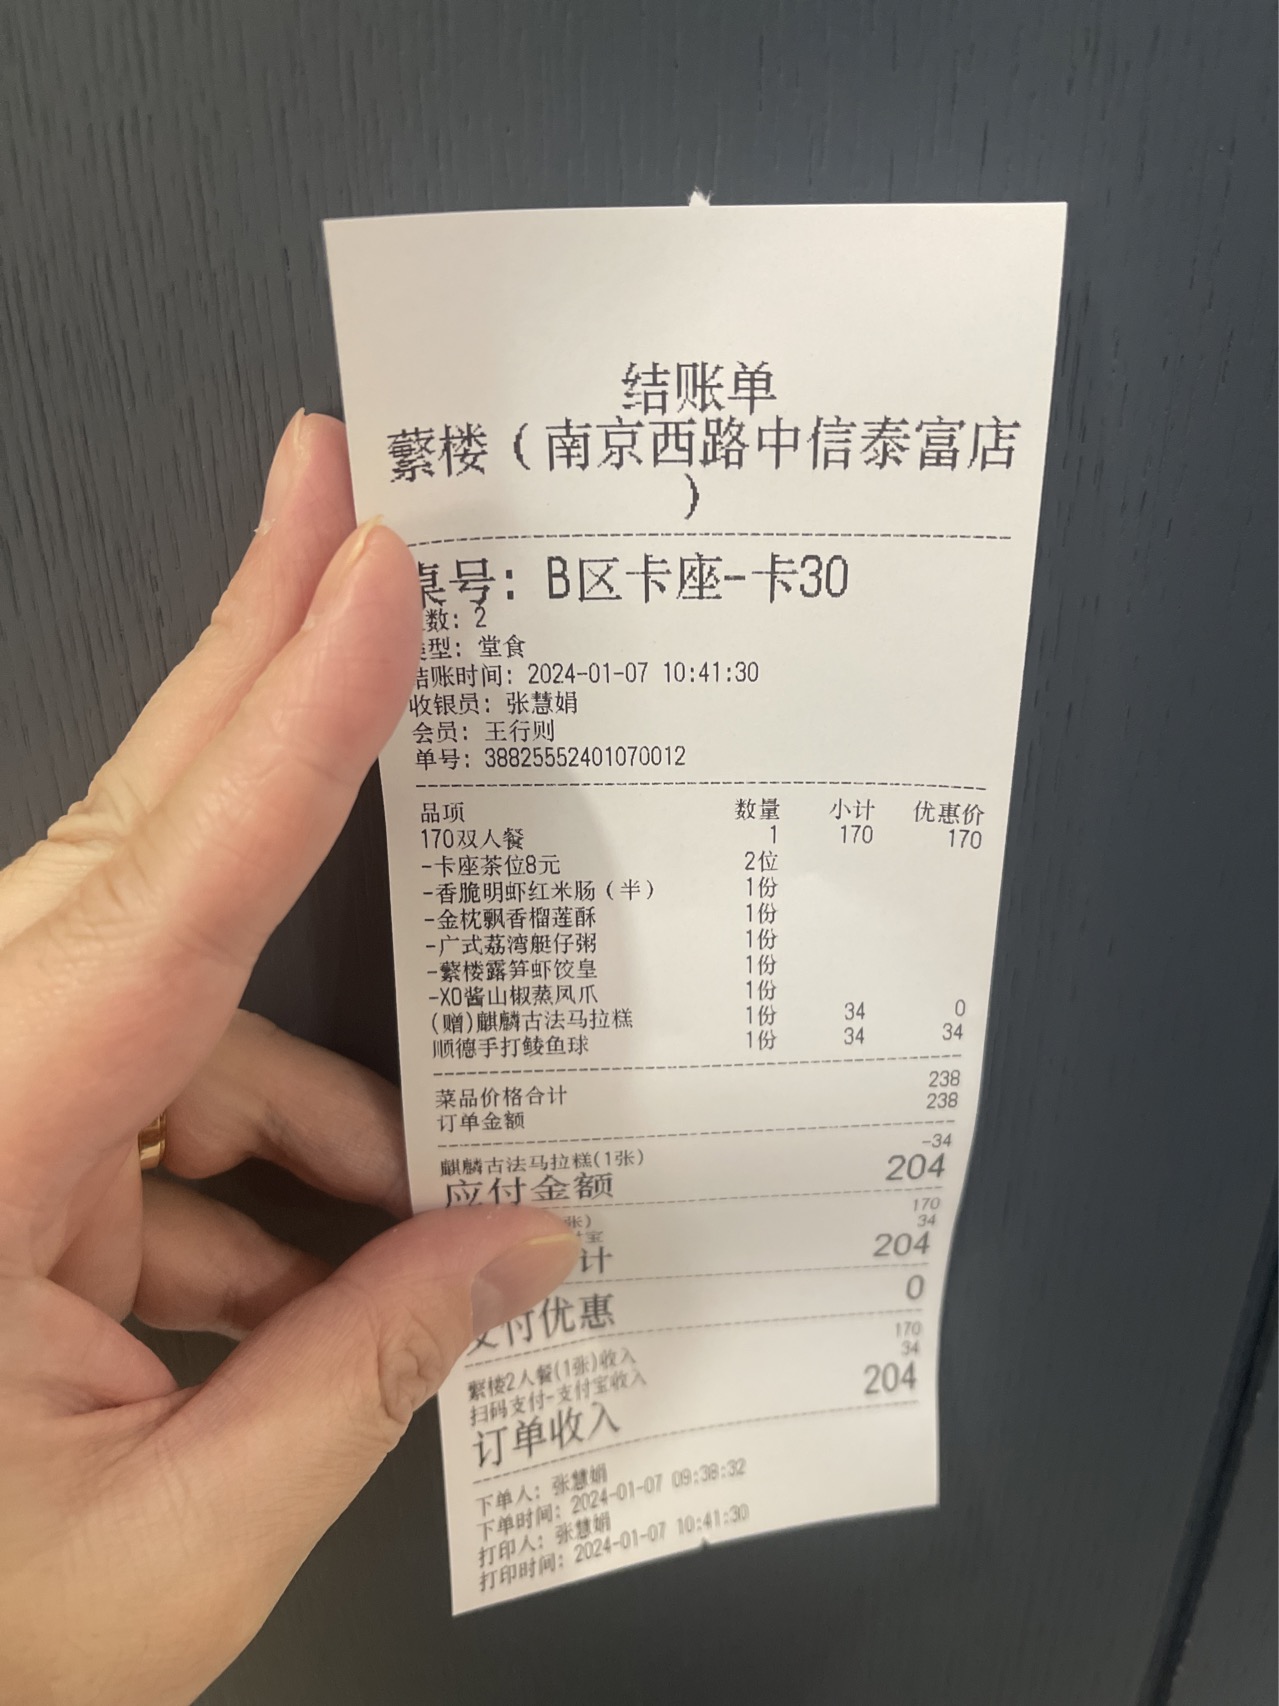 结账单
蘩楼（南京西路中信泰富店
）
桌号: B区卡座-卡30
数: 2
类型: 堂食
结账时间: 2024-01-07 10:41:30
收银员: 张慧娟
会员: 王行则
单号: 38825552401070012
品项 数量 小计 优惠价
170双人餐 1 170 170
-卡座茶位8元 2位
-香脆明虾红米肠（半） 1份
-金枕飘香榴莲酥 1份
-广式荔湾艇仔粥 1份
-蘩楼露笋虾饺皇 1份
-XO酱山椒蒸凤爪 1份
(赠)麒麟古法马拉糕 1份 34 0
顺德手打鲮鱼球 1份 34 34
菜品价格合计 238
订单金额 238
麒麟古法马拉糕(1张) -34
应付金额 204
张) 170
付宝 34
计 204
支付优惠 0
蘩楼2人餐(1张)收入 170
扫码支付-支付宝收入 34
订单收入 204
下单人: 张慧娟
下单时间: 2024-01-07 09:38:32
打印人: 张慧娟
打印时间: 2024-01-07 10:41:30